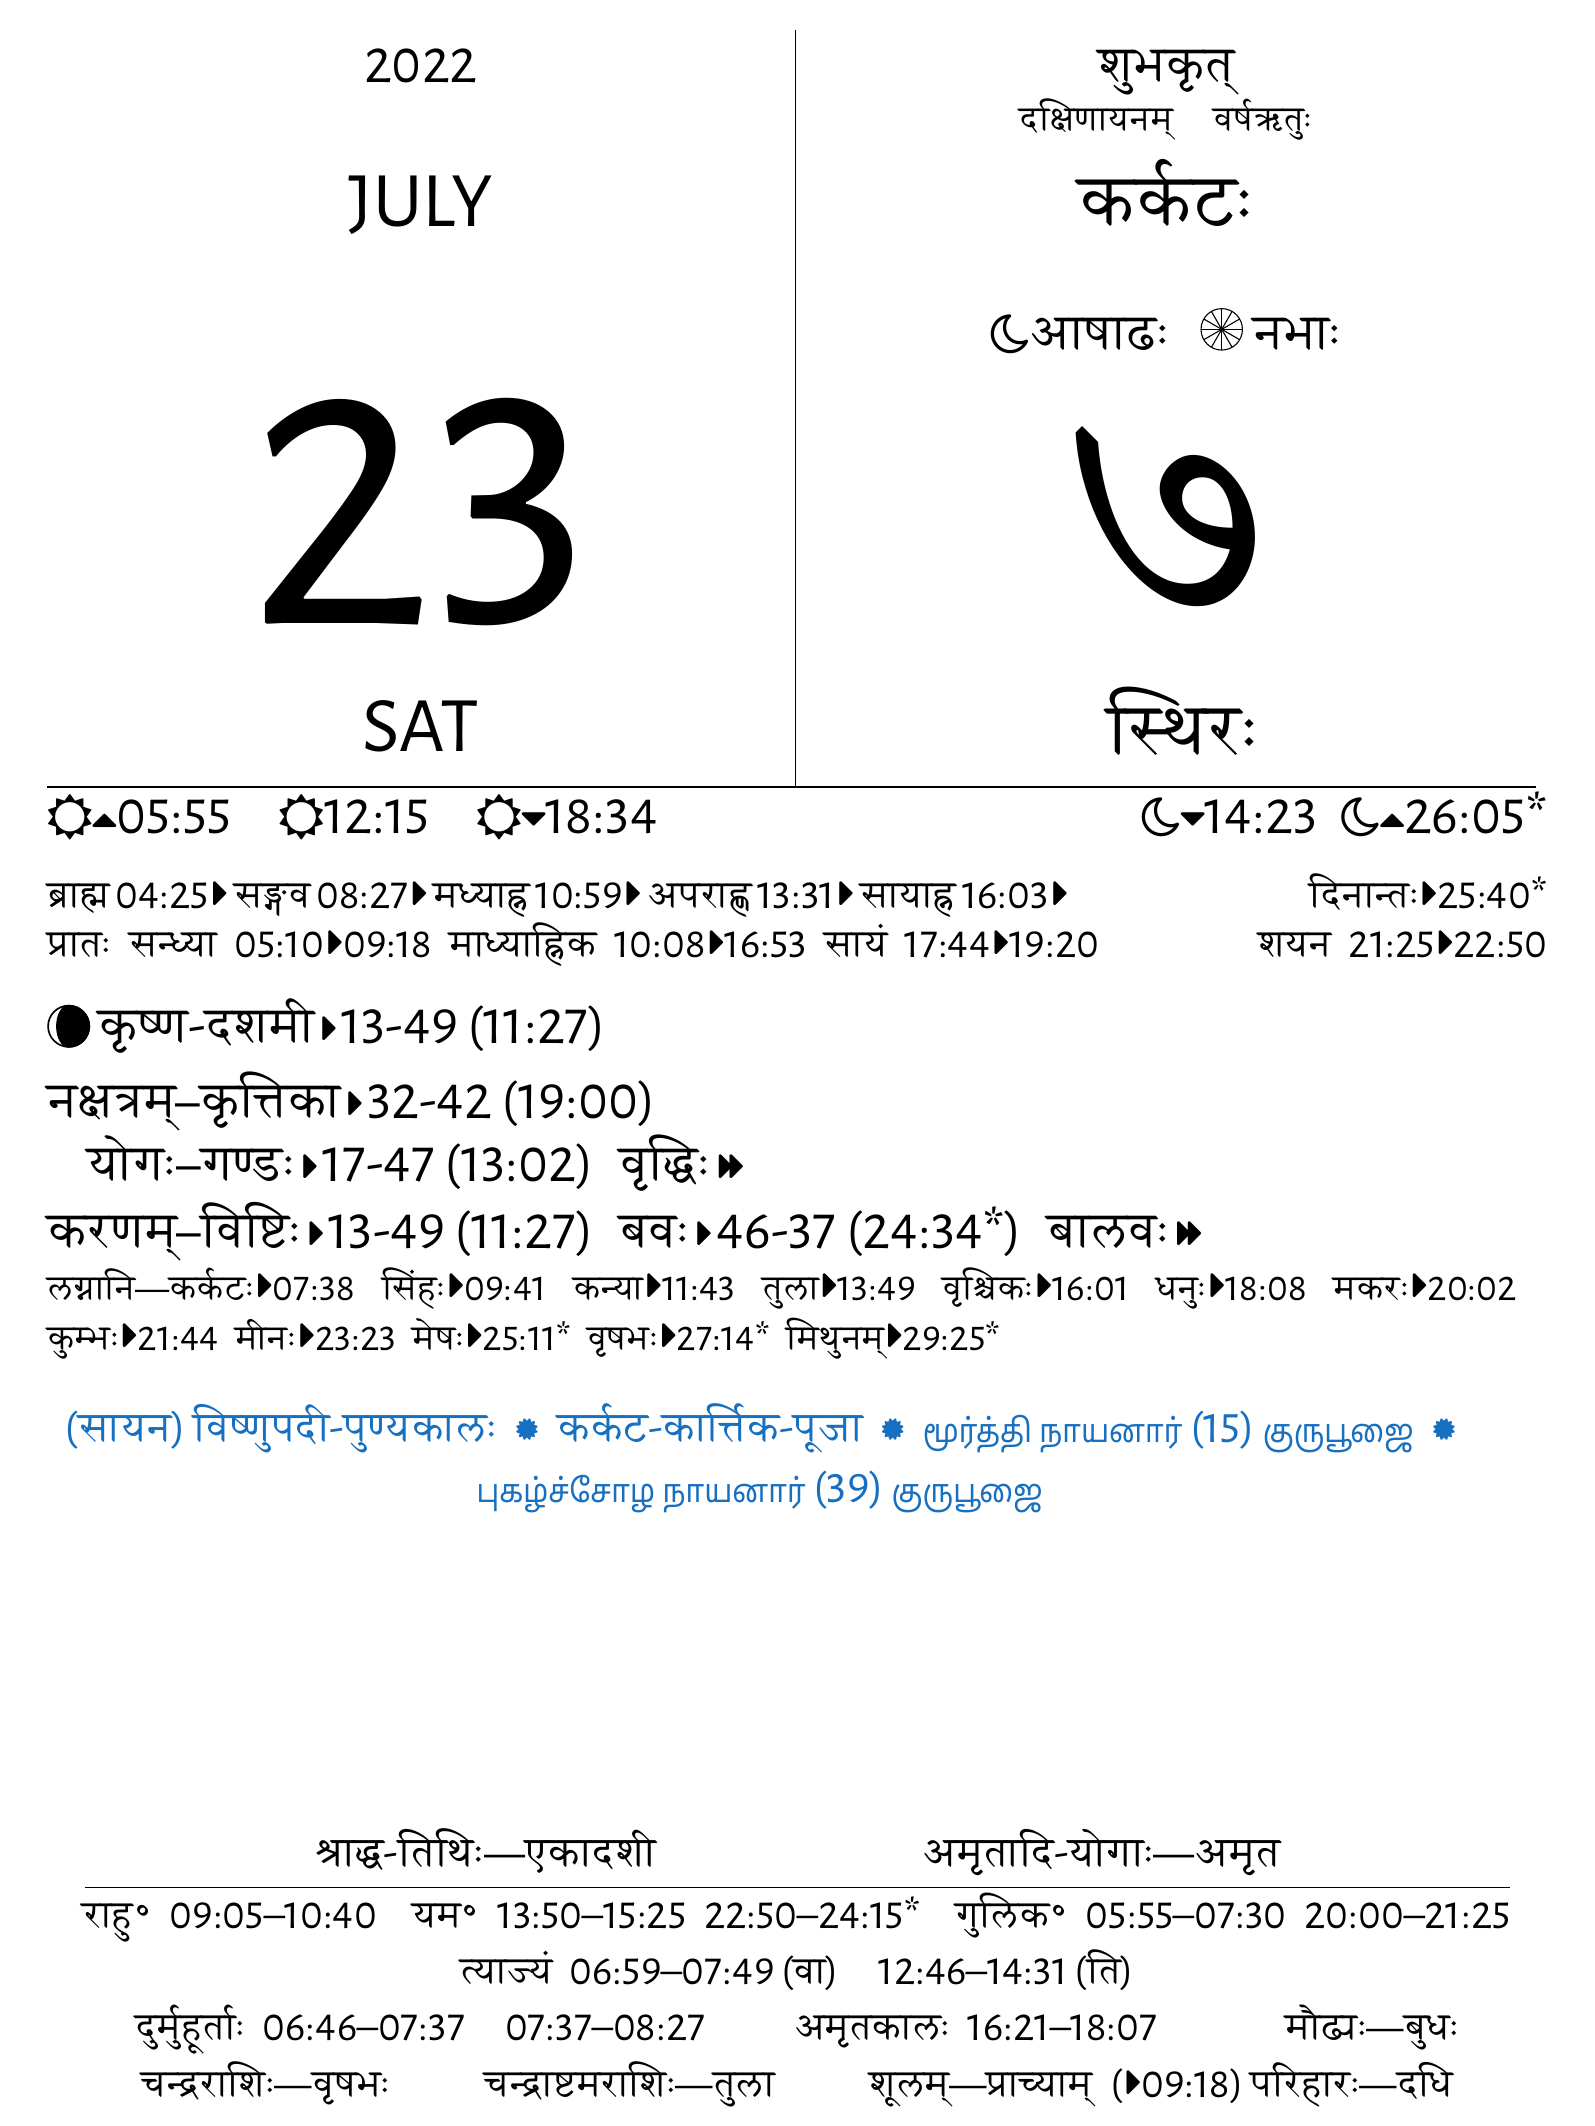 2022
JULY
23
SAT
शुभकृत्
दक्षिणायनम् वर्षऋतुः
कर्कटः
आषाढः नभाः
७
स्थिरः
05:55 12:15 18:34 14:23 26:05*
ब्राह्म 04:25 सङ्गव 08:27 मध्याह्न 10:59 अपराह्ण 13:31 सायाह्न 16:03 दिनान्तः 25:40*
प्रातः सन्ध्या 05:10 09:18 माध्याह्निक 10:08 16:53 सायं 17:44 19:20 शयन 21:25 22:50
कृष्ण-दशमी 13-49 (11:27)
नक्षत्रम्–कृत्तिका 32-42 (19:00)
योगः–गण्डः 17-47 (13:02) वृद्धिः
करणम्–विष्टिः 13-49 (11:27) बवः 46-37 (24:34*) बालवः
लग्नानि—कर्कटः 07:38 सिंहः 09:41 कन्या 11:43 तुला 13:49 वृश्चिकः 16:01 धनुः 18:08 मकरः 20:02
कुम्भः 21:44 मीनः 23:23 मेषः 25:11* वृषभः 27:14* मिथुनम् 29:25*
(सायन) विष्णुपदी-पुण्यकालः कर्कट-कार्त्तिक-पूजा மூர்த்தி நாயனார் (15) குருபூஜை
புகழ்ச்சோழ நாயனார் (39) குருபூஜை
श्राद्ध-तिथिः—एकादशी अमृतादि-योगाः—अमृत
राहु॰ 09:05–10:40 यम॰ 13:50–15:25 22:50–24:15* गुलिक॰ 05:55–07:30 20:00–21:25
त्याज्यं 06:59–07:49 (वा) 12:46–14:31 (ति)
दुर्मुहूर्ताः 06:46–07:37 07:37–08:27 अमृतकालः 16:21–18:07 मौढ्यः—बुधः
चन्द्रराशिः—वृषभः चन्द्राष्टमराशिः—तुला शूलम्—प्राच्याम् (09:18) परिहारः—दधि